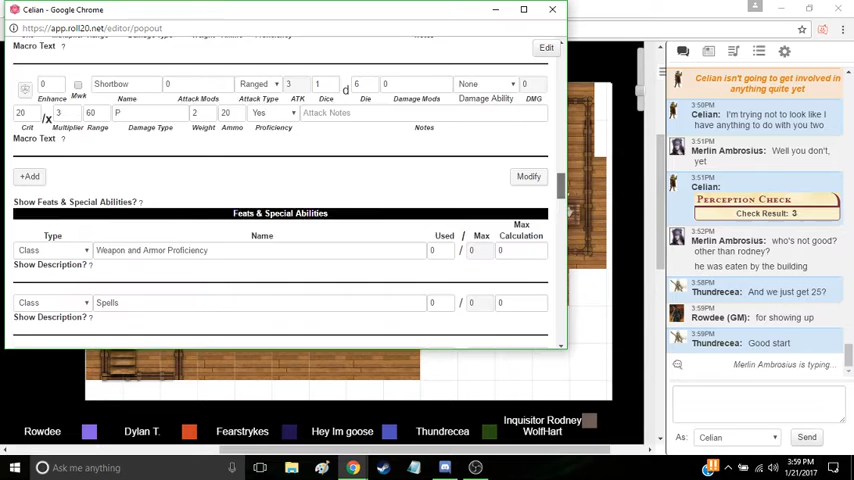 Celian - Google Chrome
https://app.roll20.net/editor/popout
Macro Text ?
Edit
0 Shortbow 0 Ranged 3 1 d 6 0 None 0
Enhance Mwk Name Attack Mods Attack Type ATK Dice Die Damage Mods Damage Ability DMG
20 /x 3 60 P 2 20 Yes Attack Notes
Crit Multiplier Range Damage Type Weight Ammo Proficiency Notes
Macro Text ?
+Add Modify
Show Feats & Special Abilities? ?
Feats & Special Abilities
Type Name Used / Max Max Calculation
Class Weapon and Armor Proficiency 0 / 0 0
Show Description? ?
Class Spells 0 / 0 0
Show Description? ?
Celian isn't going to get involved in
anything quite yet
3:50PM
Celian: I'm trying not to look like I
have anything to do with you two
3:51PM
Merlin Ambrosius: Well you don't,
yet
3:51PM
Celian:
Perception Check
Check Result: 3
3:52PM
Merlin Ambrosius: who's not good?
other than rodney?
he was eaten by the building
3:58PM
Thundrecea: And we just get 25?
3:59PM
Rowdee (GM): for showing up
3:59PM
Thundrecea: Good start
Merlin Ambrosius is typing...
As: Celian Send
Rowdee Dylan T. Fearstrykes Hey Im goose Thundrecea Inquisitor Rodney
WolfHart
Ask me anything
3:59 PM
1/21/2017